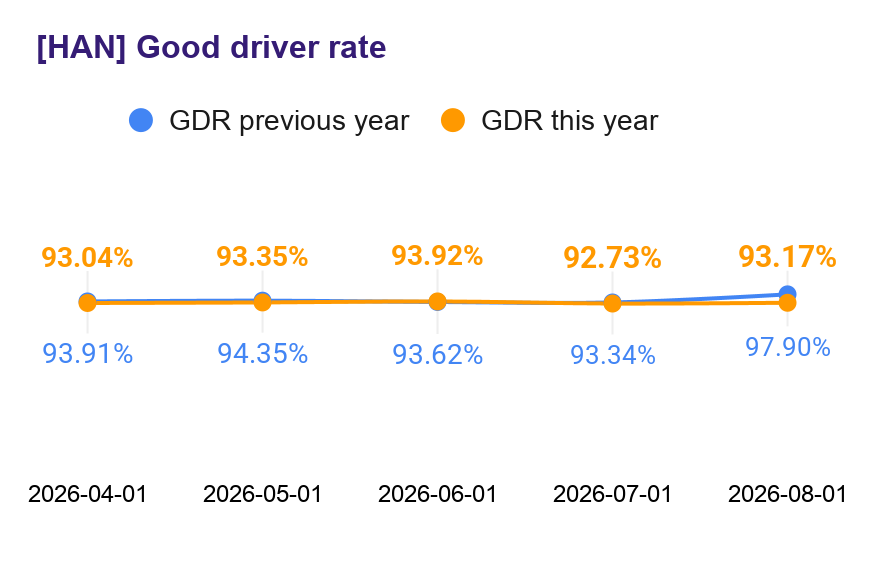 [HAN] Good driver rate
GDR previous year GDR this year
93.04% 93.35% 93.92% 92.73% 93.17%
93.91% 94.35% 93.62% 93.34% 97.90%
2026-04-01 2026-05-01 2026-06-01 2026-07-01 2026-08-01